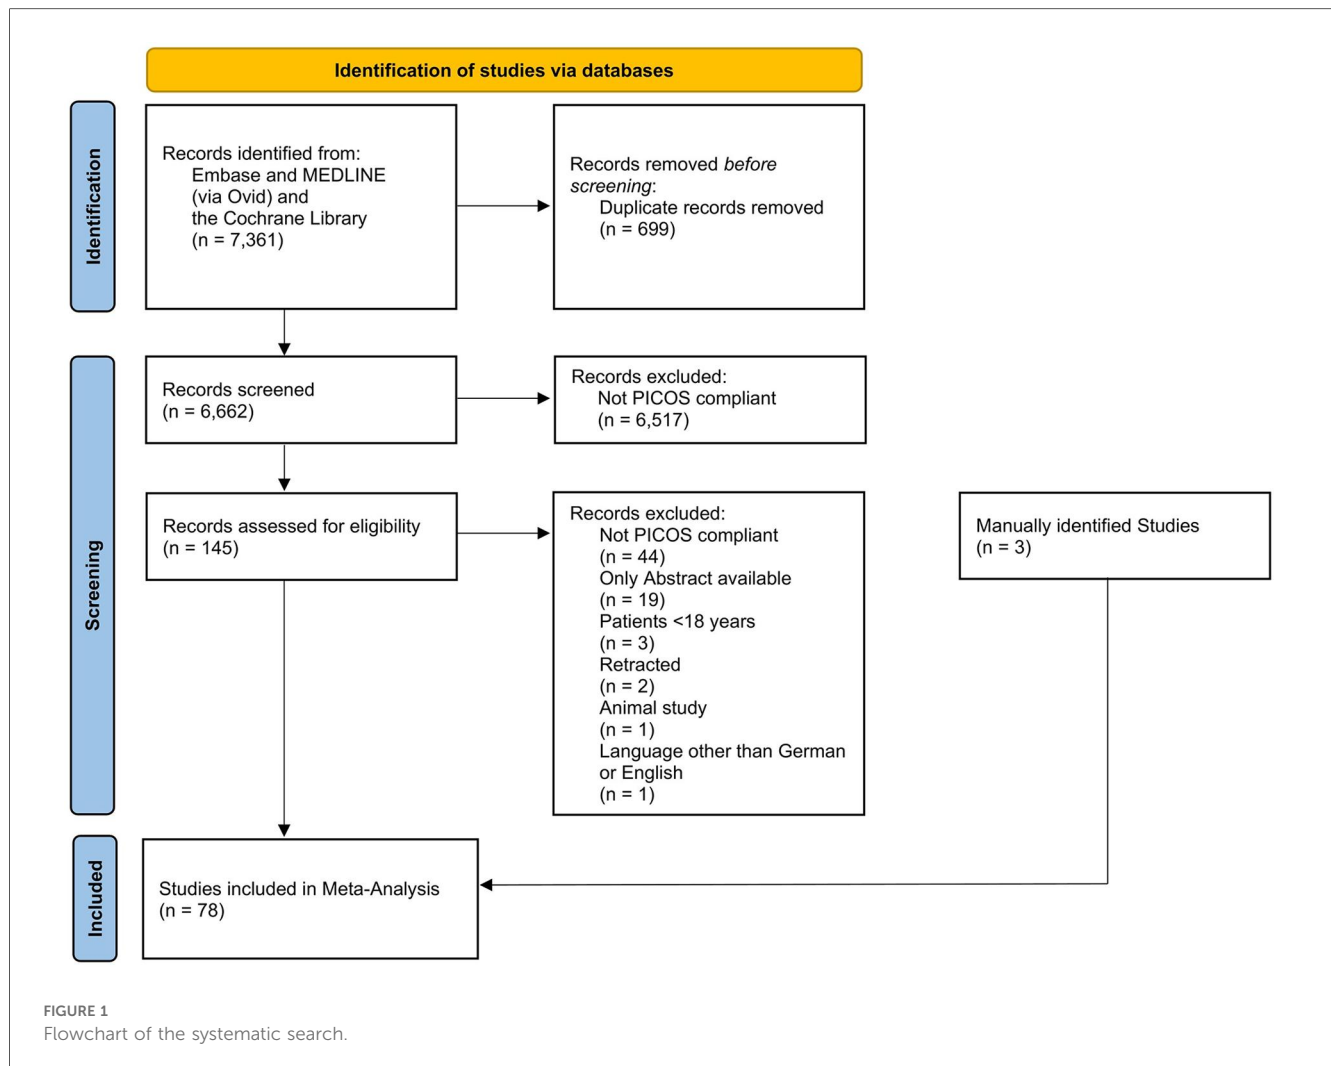 Identification of studies via databases
Identification
Records identified from:
Embase and MEDLINE
(via Ovid) and
the Cochrane Library
(n = 7,361)
Records removed before
screening:
Duplicate records removed
(n = 699)
Screening
Records screened
(n = 6,662)
Records excluded:
Not PICOS compliant
(n = 6,517)
Records assessed for eligibility
(n = 145)
Records excluded:
Not PICOS compliant
(n = 44)
Only Abstract available
(n = 19)
Patients <18 years
(n = 3)
Retracted
(n = 2)
Animal study
(n = 1)
Language other than German
or English
(n = 1)
Manually identified Studies
(n = 3)
Included
Studies included in Meta-Analysis
(n = 78)
FIGURE 1
Flowchart of the systematic search.